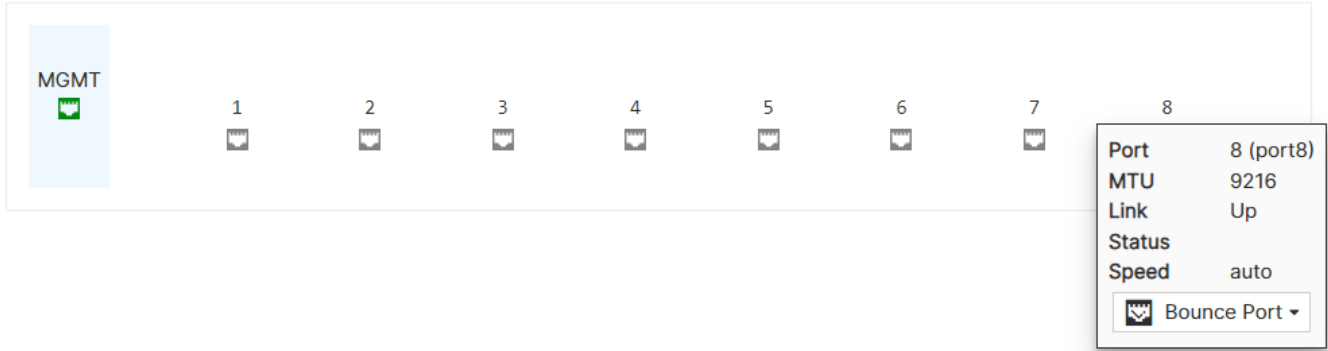 MGMT
1 2 3 4 5 6 7 8
Port 8 (port8)
MTU 9216
Link Up
Status
Speed auto
Bounce Port